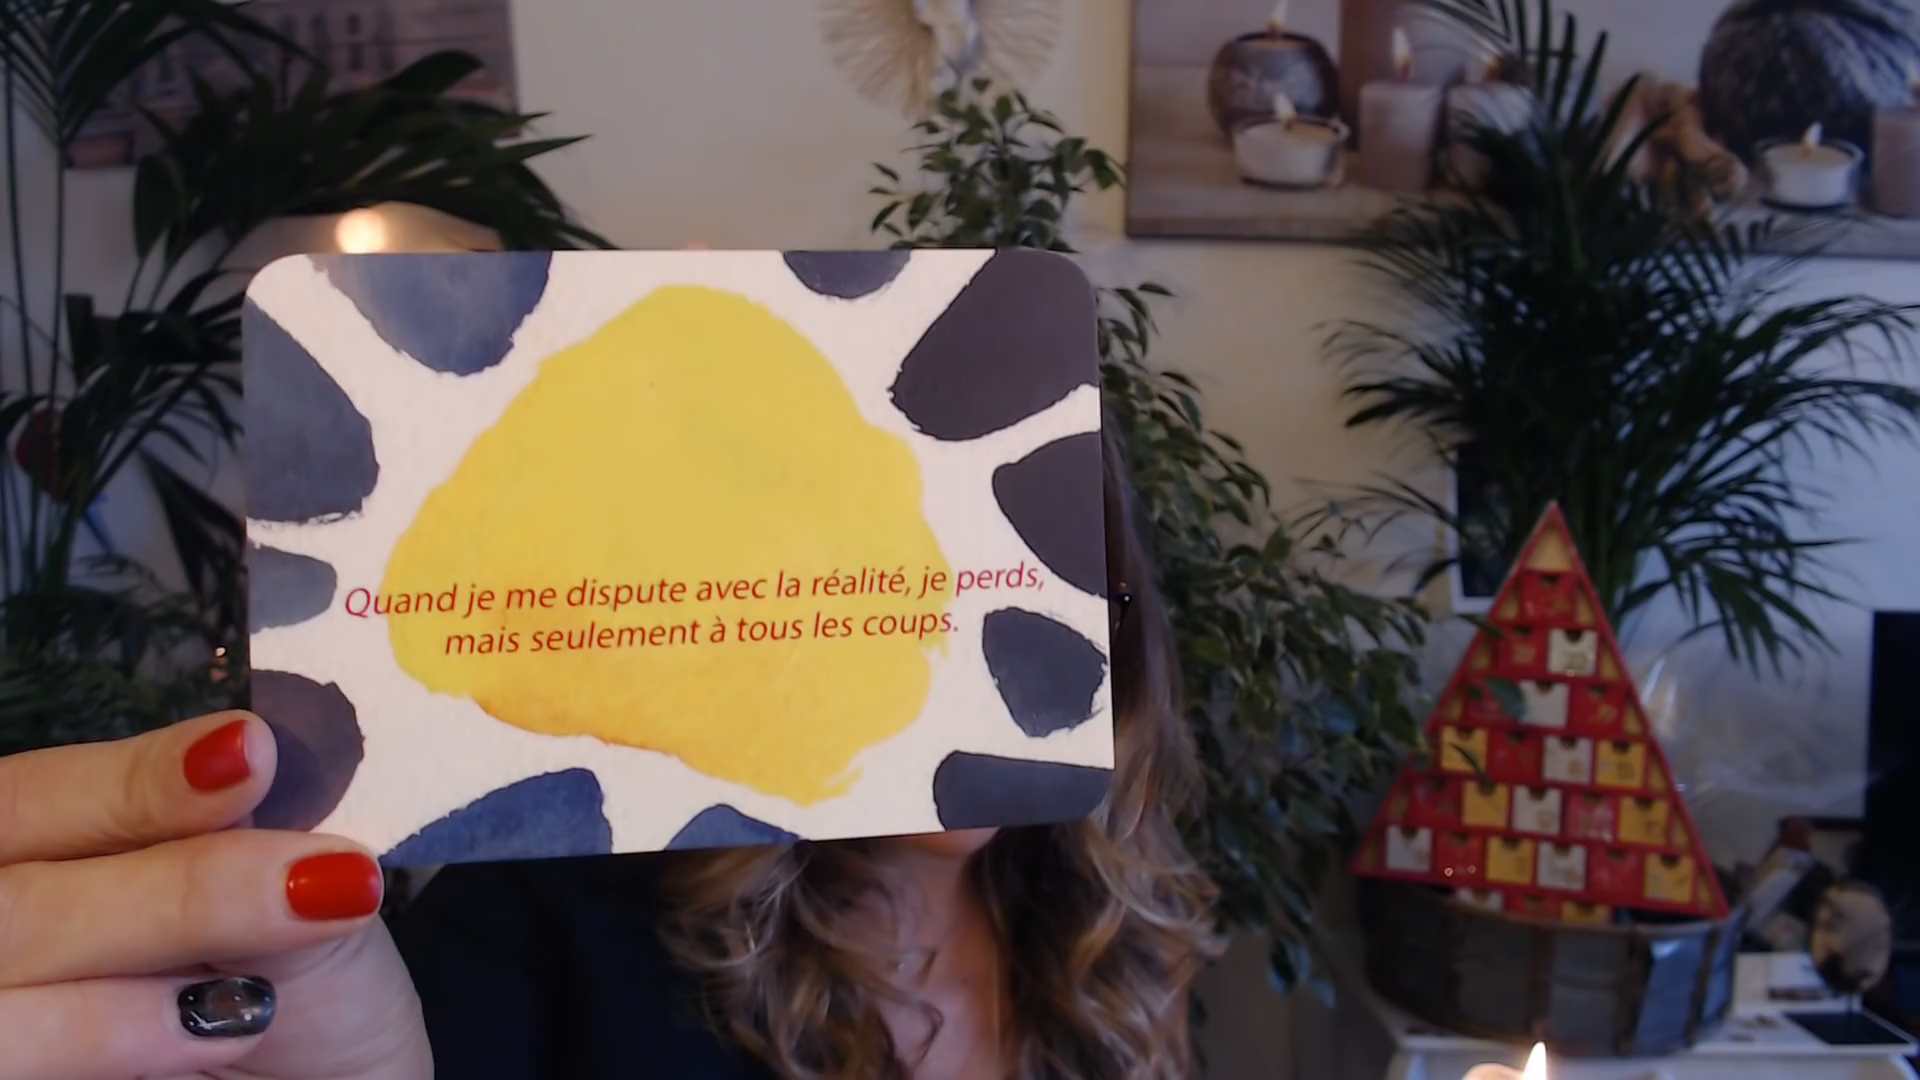 Quand je me dispute avec la réalité, je perds,
mais seulement à tous les coups.